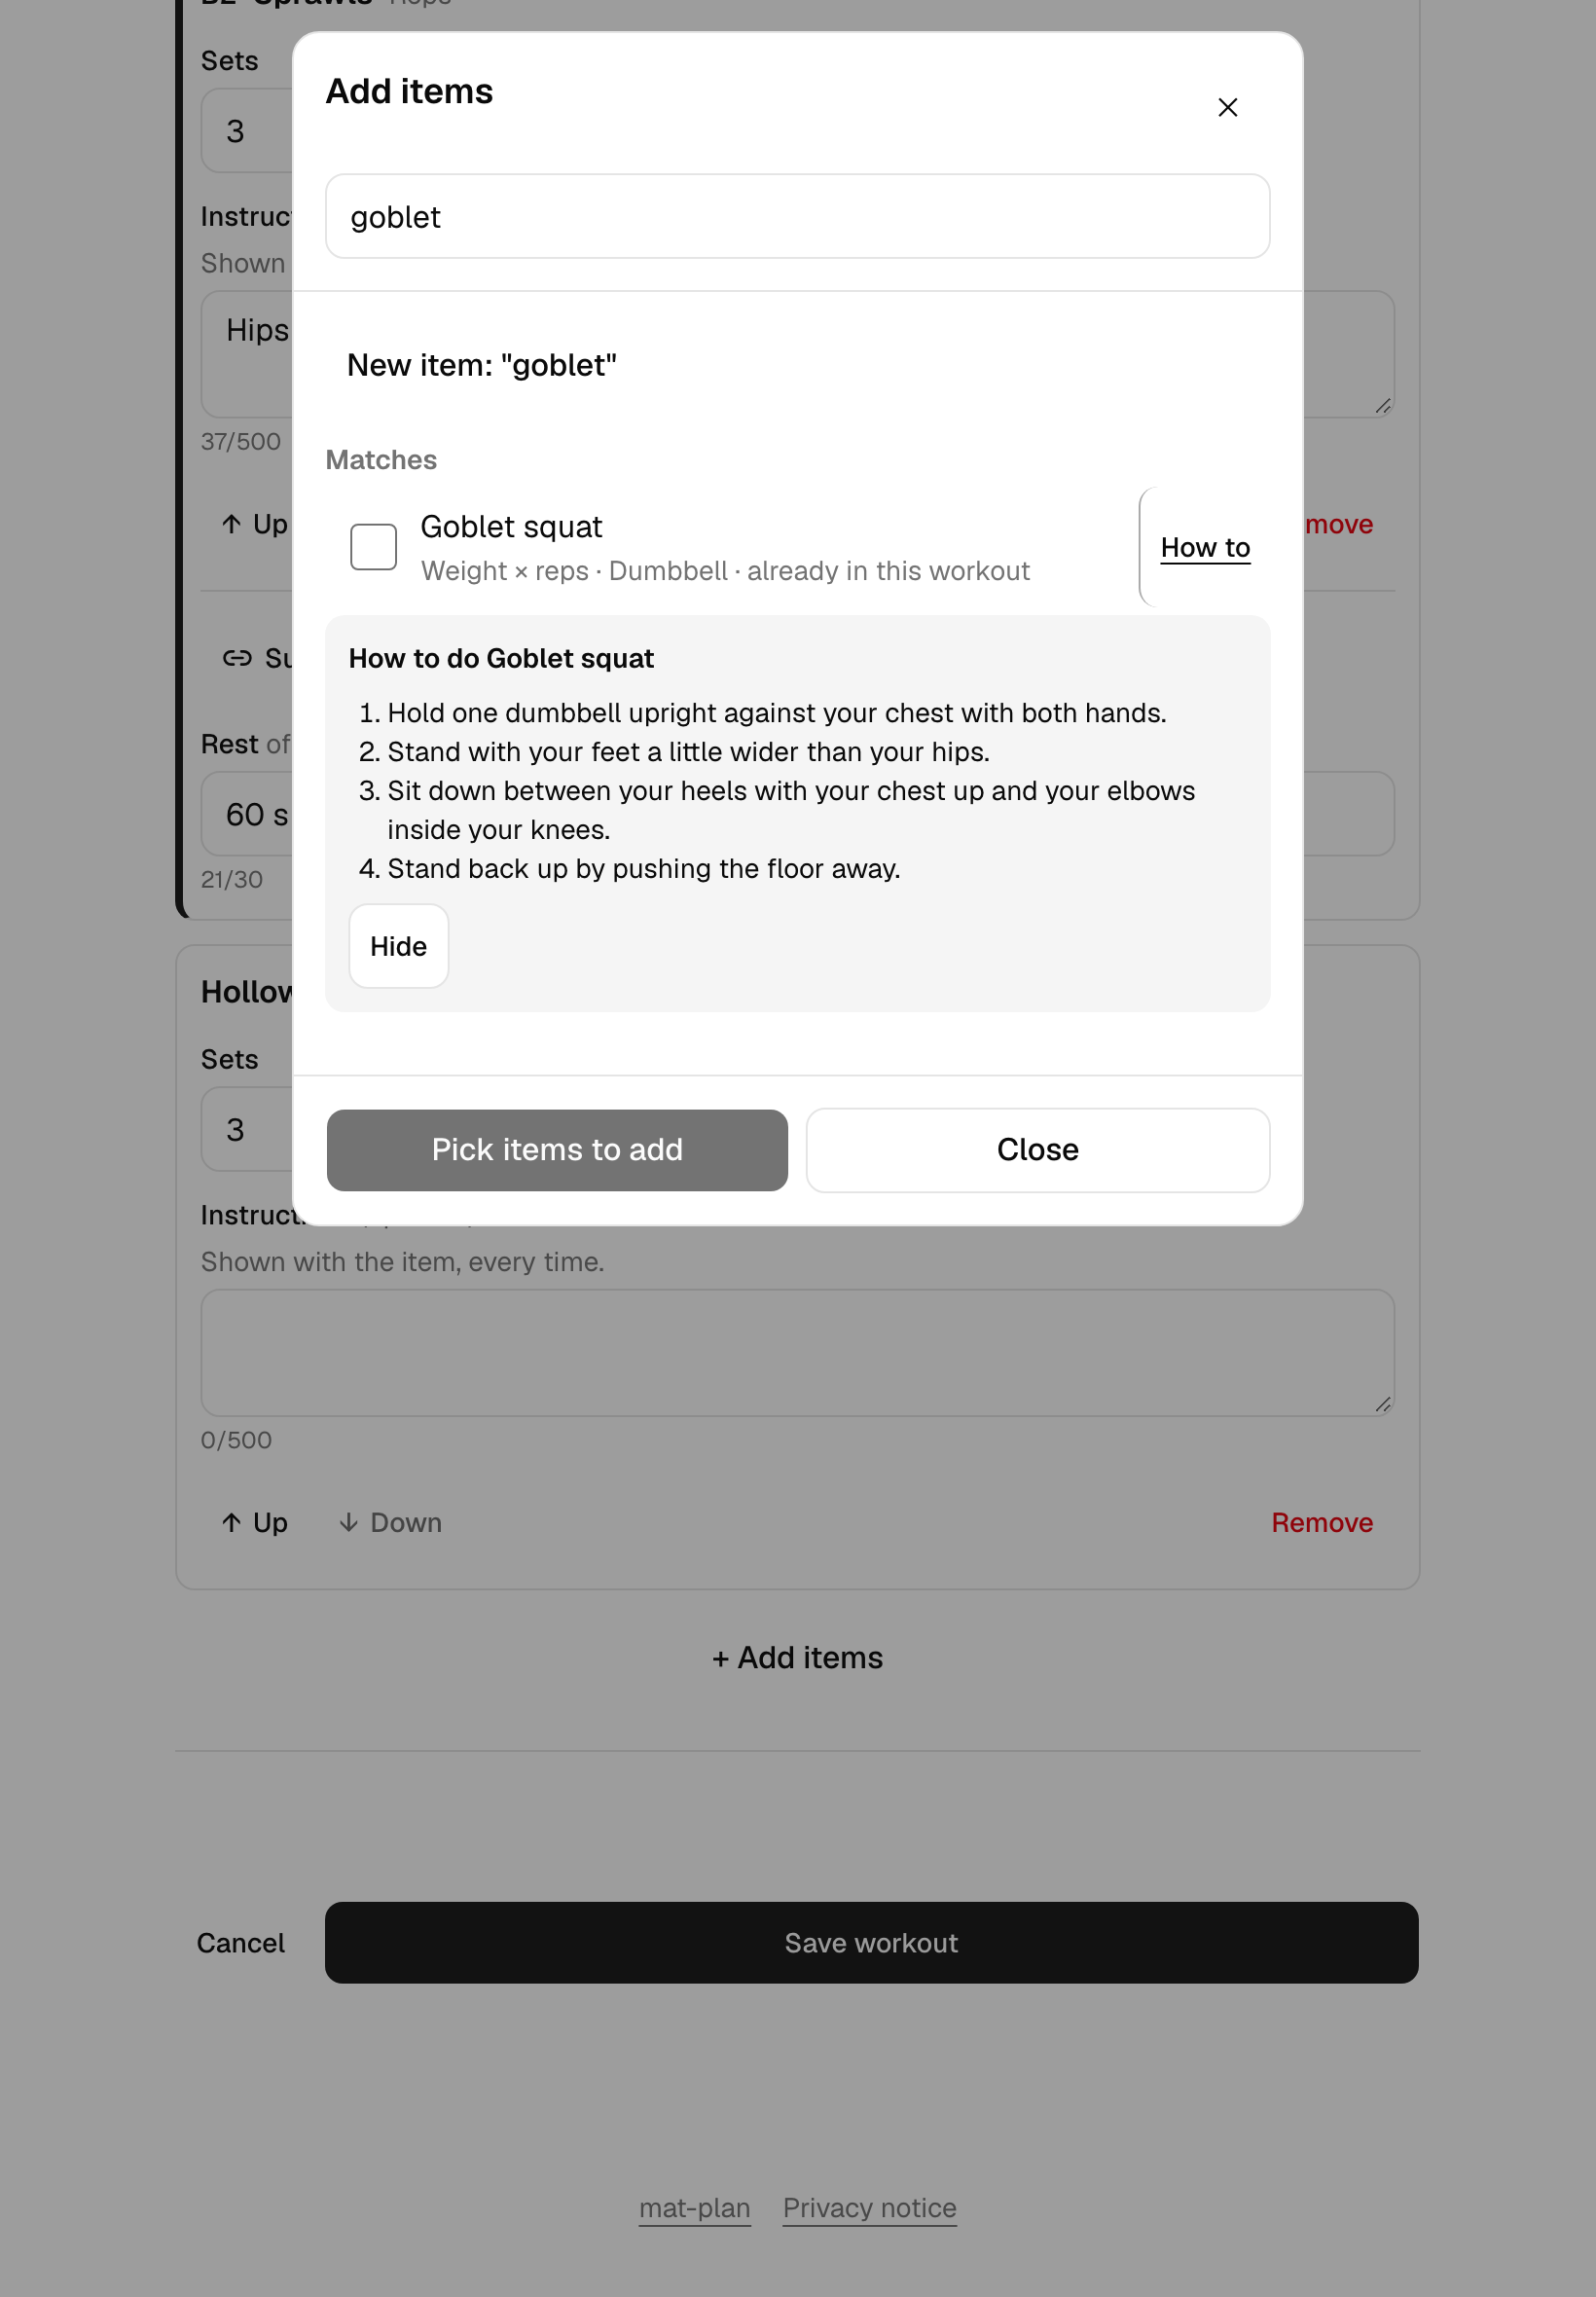 B2 Sprawls Reps
Sets
3
Add items
goblet
Instruct
Shown
Hips
37/500
New item: "goblet"
Matches
Goblet squat
Weight × reps · Dumbbell · already in this workout
How to
↑ Up
move
How to do Goblet squat
1. Hold one dumbbell upright against your chest with both hands.
2. Stand with your feet a little wider than your hips.
3. Sit down between your heels with your chest up and your elbows
inside your knees.
4. Stand back up by pushing the floor away.
Hide
Su
Rest of
60 s
21/30
Hollow
Sets
3
Pick items to add
Close
Instruct
Shown with the item, every time.
0/500
↑ Up
↓ Down
Remove
+ Add items
Cancel
Save workout
mat-plan
Privacy notice